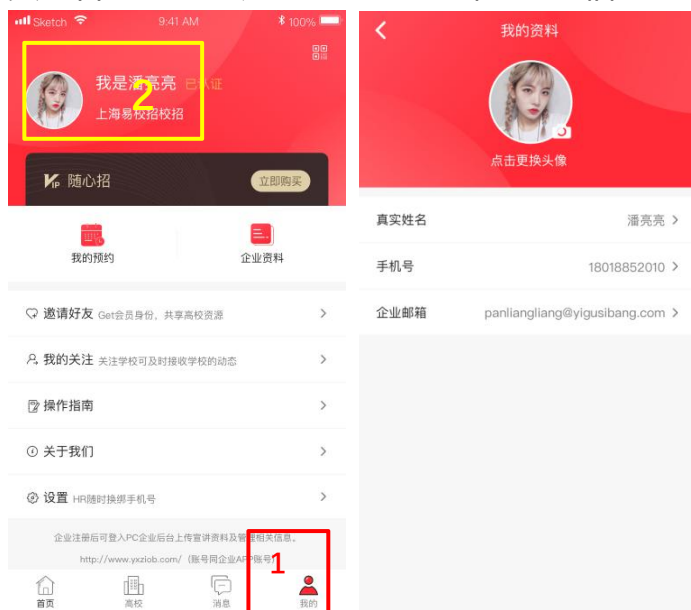 Sketch 9:41 AM 100%
我是潘亮亮 已认证
2
上海易校招校招
VIP 随心招 立即购买
我的预约 企业资料
邀请好友 Get会员身份，共享高校资源
我的关注 关注学校可及时接收学校的动态
操作指南
关于我们
设置 HR随时换绑手机号
企业注册后可登入PC企业后台上传宣讲资料及管理相关信息。
http://www.yxziob.com/（账号同企业APP账号）
1
首页 高校 消息 我的
我的资料
点击更换头像
真实姓名 潘亮亮
手机号 18018852010
企业邮箱 panliangliang@yigusibang.com